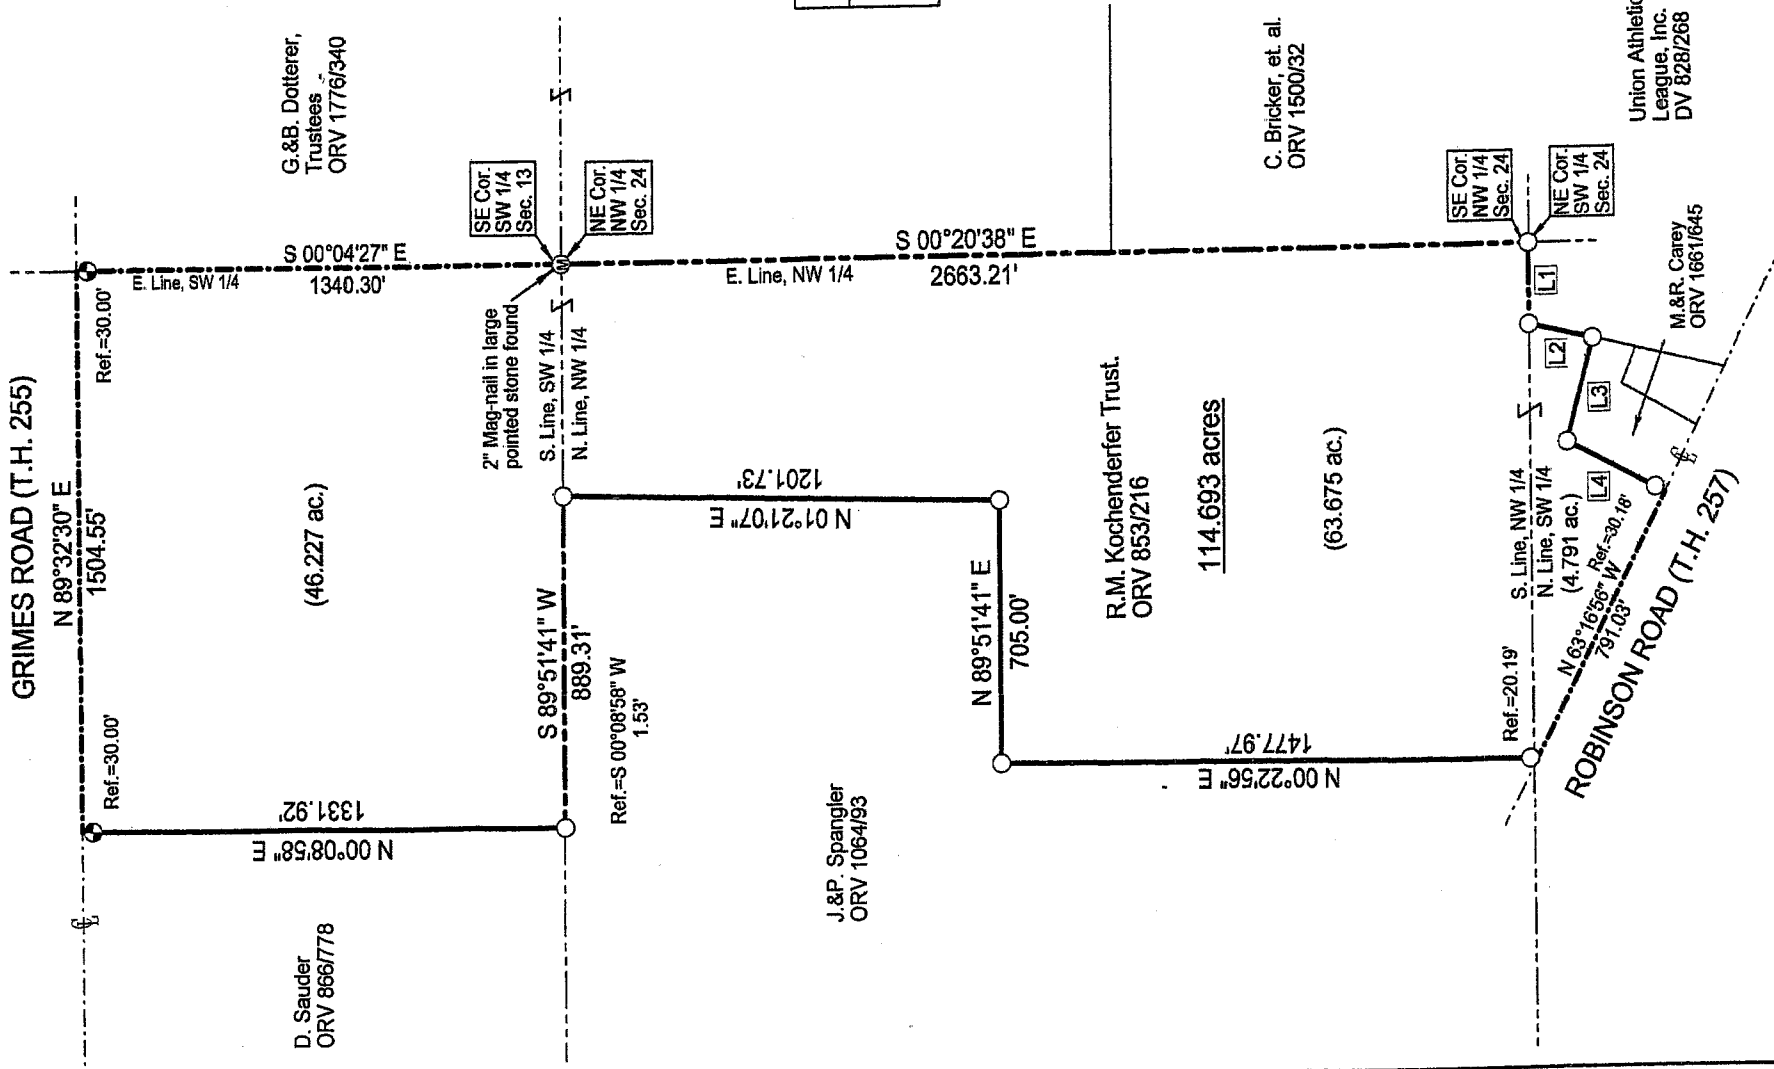 GRIMES ROAD (T.H. 255)
N 89°32'30" E
1504.55'
Ref.=30.00'
Ref.=30.00'
G.&B. Dotterer,
Trustees
ORV 1776/340
S 00°04'27" E
E. Line, SW 1/4
1340.30'
SE Cor.
SW 1/4
Sec. 13
NE Cor.
NW 1/4
Sec. 24
2" Mag-nail in large
pointed stone found
S. Line, SW 1/4
N. Line, NW 1/4
(46.227 ac.)
N 00°08'58" E
1331.92'
D. Sauder
ORV 866/778
S 89°51'41" W
889.31'
Ref.=S 00°08'58" W
1.53'
N 01°21'07" E
1201.73'
S 00°20'38" E
E. Line, NW 1/4
2663.21'
C. Bricker, et. al.
ORV 1500/32
N 89°51'41" E
705.00'
R.M. Kochenderfer Trust.
ORV 853/216
114.693 acres
(63.675 ac.)
J.&P. Spangler
ORV 1064/93
N 00°22'56" E
1477.97'
SE Cor.
NW 1/4
Sec. 24
NE Cor.
SW 1/4
Sec. 24
L1
L2
L3
L4
M.&R. Carey
ORV 1661/645
Union Athletic
League, Inc.
DV 828/268
S. Line, NW 1/4
N. Line, SW 1/4
(4.791 ac.)
Ref.=30.18'
Ref.=20.19'
N 63°16'56" W
791.03'
ROBINSON ROAD (T.H. 257)